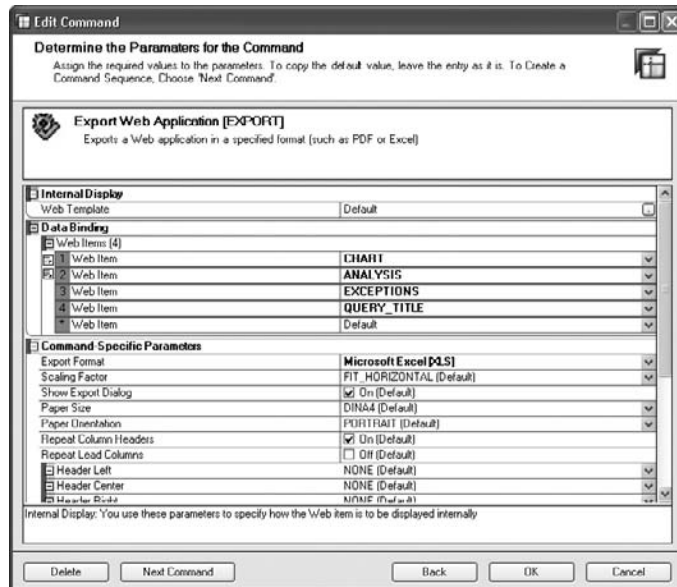 Edit Command
Determine the Paramaters for the Command
Assign the required values to the parameters. To copy the default value, leave the entry as it is. To Create a
Command Sequence, Choose 'Next Command'.
Export Web Application [EXPORT]
Exports a Web application in a specified format (such as PDF or Excel)
Internal Display
Web Template Default
Data Binding
Web Items (4)
1 Web Item CHART
2 Web Item ANALYSIS
3 Web Item EXCEPTIONS
4 Web Item QUERY_TITLE
* Web Item Default
Command-Specific Parameters
Export Format Microsoft Excel [XLS]
Scaling Factor FIT_HORIZONTAL (Default)
Show Export Dialog On (Default)
Paper Size DINA4 (Default)
Paper Orientation PORTRAIT (Default)
Repeat Column Headers On (Default)
Repeat Lead Columns Off (Default)
Header Left NONE (Default)
Header Center NONE (Default)
Header Right NONE (Default)
Internal Display: You use these parameters to specify how the Web item is to be displayed internally
Delete Next Command Back OK Cancel